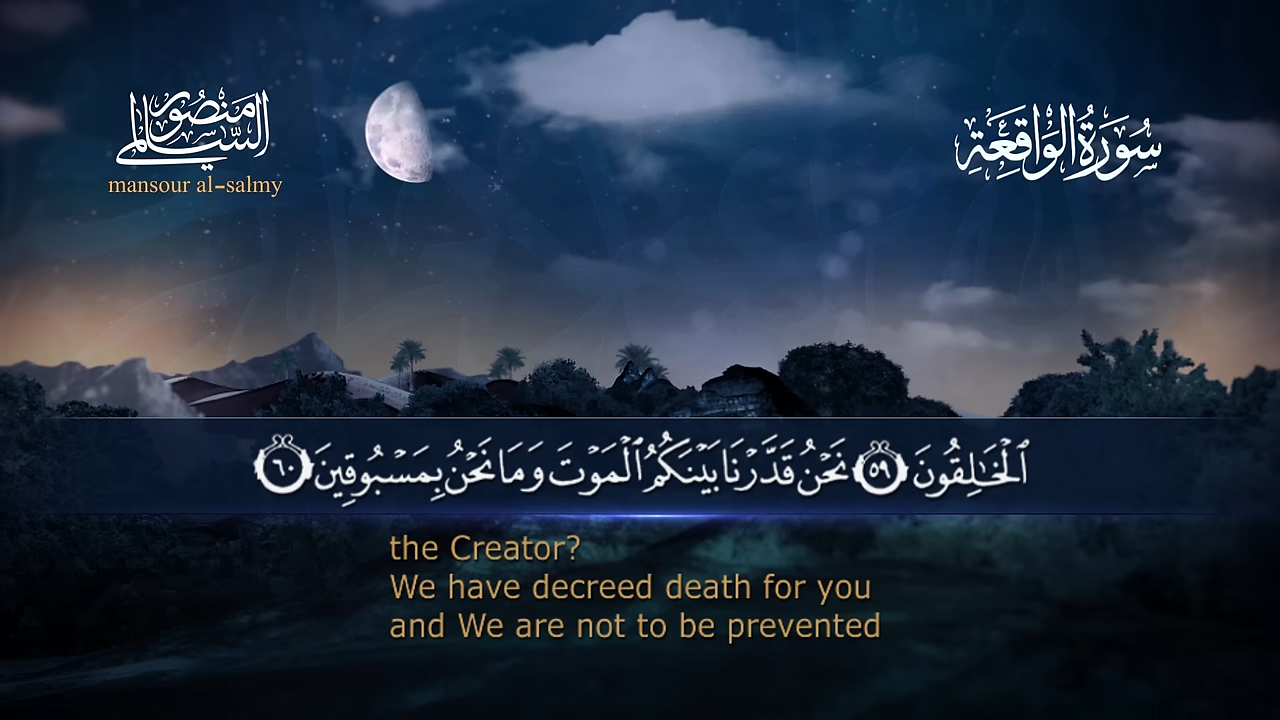 منصور السالمي
mansour al-salmy
سُورَةُ الوَاقِعَةِ
ٱلْخَٰلِقُونَ ٥٩ نَحْنُ قَدَّرْنَا بَيْنَكُمُ ٱلْمَوْتَ وَمَا نَحْنُ بِمَسْبُوقِينَ ٦٠
the Creator?
We have decreed death for you
and We are not to be prevented